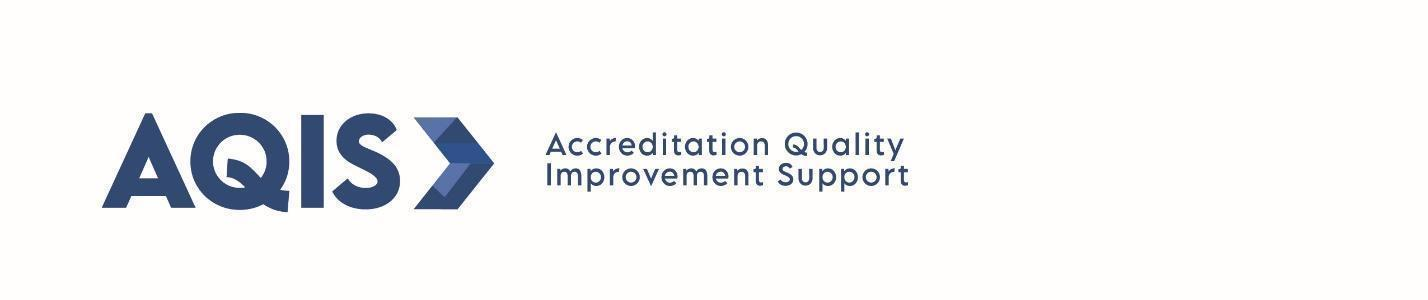 AQIS
Accreditation Quality
Improvement Support